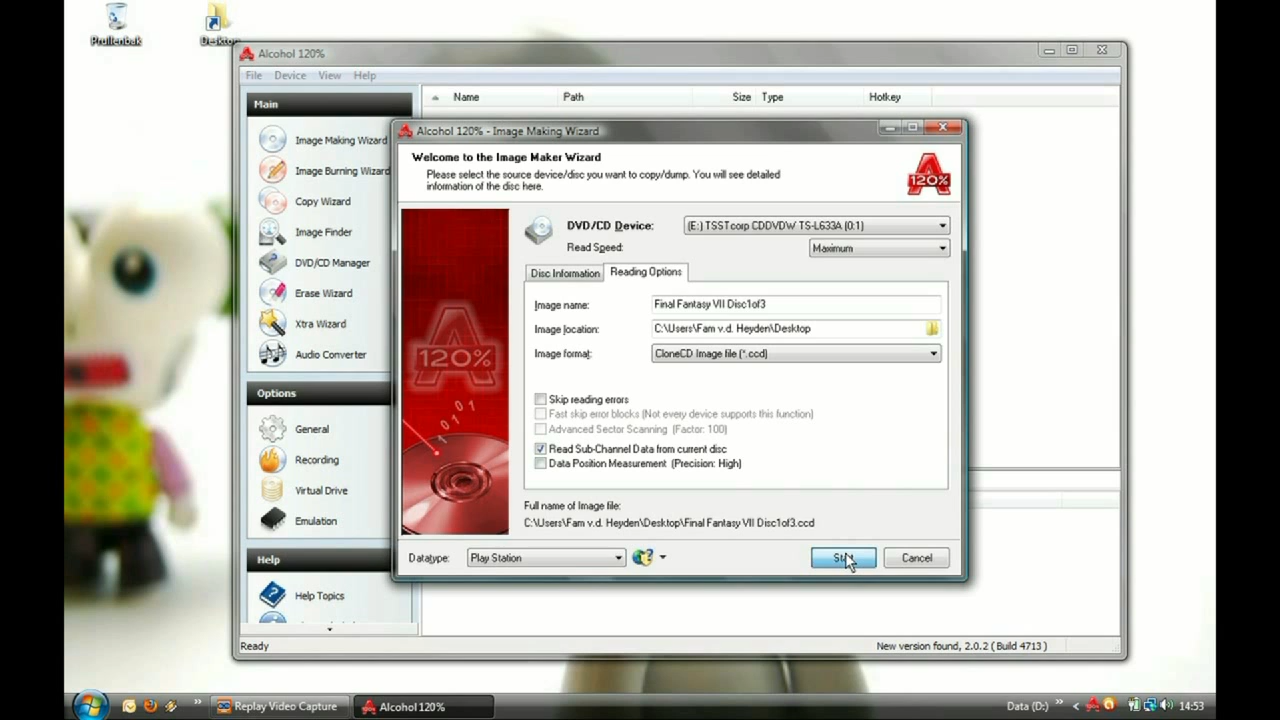 Prullenbak
Desktop
Alcohol 120%
File Device View Help
Main
Image Making Wizard
Image Burning Wizard
Copy Wizard
Image Finder
DVD/CD Manager
Erase Wizard
Xtra Wizard
Audio Converter
Options
General
Recording
Virtual Drive
Emulation
Help
Help Topics
Name Path Size Type Hotkey
Alcohol 120% - Image Making Wizard
Welcome to the Image Maker Wizard
Please select the source device/disc you want to copy/dump. You will see detailed
information of the disc here.
120%
DVD/CD Device: (E:) TSSTcorp CDDVDW TS-L633A (0:1)
Read Speed: Maximum
Disc Information Reading Options
Image name: Final Fantasy VII Disc1of3
Image location: C:\Users\Fam v.d. Heyden\Desktop
Image format: CloneCD Image file (*.ccd)
Skip reading errors
Fast skip error blocks (Not every device supports this function)
Advanced Sector Scanning (Factor: 100)
Read Sub-Channel Data from current disc
Data Position Measurement (Precision: High)
120%
10101
Full name of Image file:
C:\Users\Fam v.d. Heyden\Desktop\Final Fantasy VII Disc1of3.ccd
Datatype: Play Station Start Cancel
Ready New version found, 2.0.2 (Build 4713)
Replay Video Capture Alcohol 120% Data (D:) 14:53